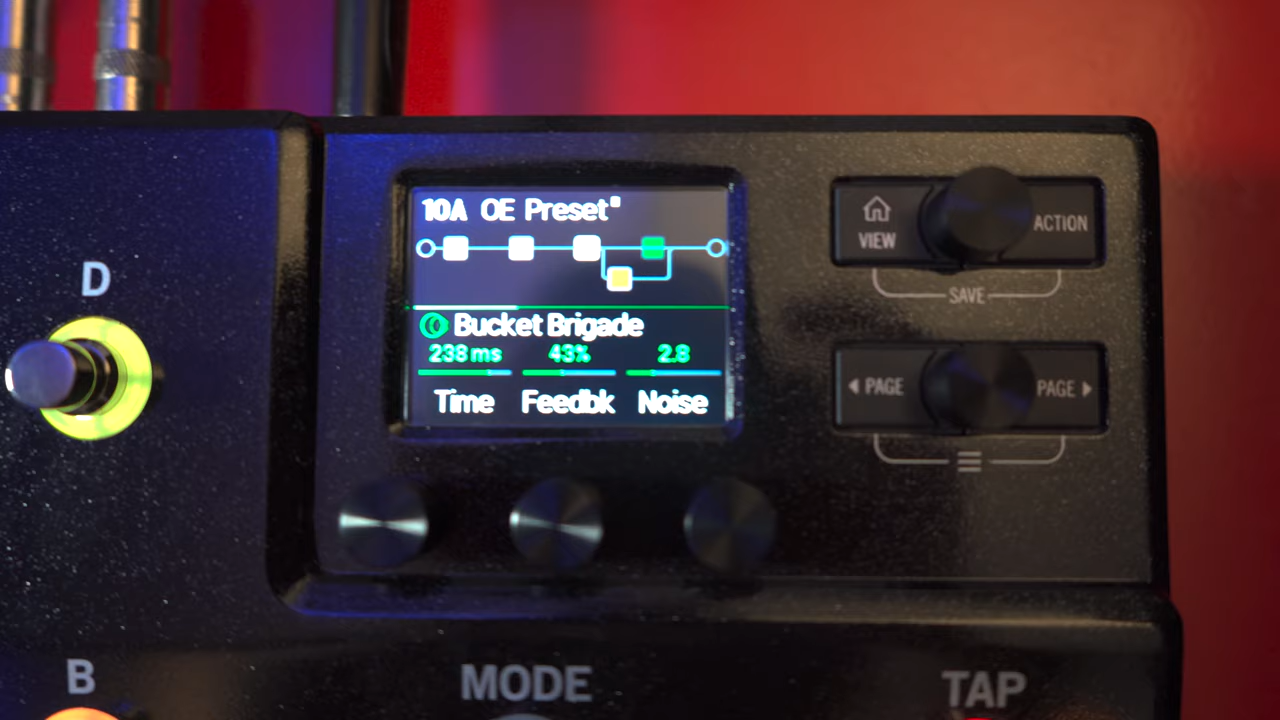 10A OE Preset"
Bucket Brigade
238 ms 43% 2.8
Time Feedbk Noise
VIEW
ACTION
SAVE
PAGE
PAGE
D
B
MODE
TAP